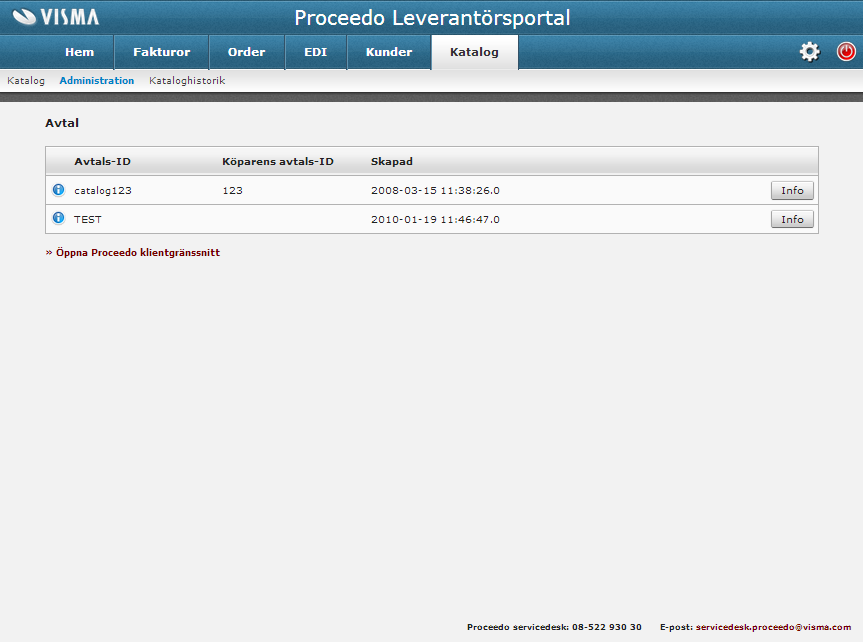 VISMA Proceedo Leverantörsportal
Hem Fakturor Order EDI Kunder Katalog
Katalog Administration Kataloghistorik
Avtal
Avtals-ID Köparens avtals-ID Skapad
catalog123 123 2008-03-15 11:38:26.0 Info
TEST 2010-01-19 11:46:47.0 Info
» Öppna Proceedo klientgränssnitt
Proceedo servicedesk: 08-522 930 30 E-post: servicedesk.proceedo@visma.com